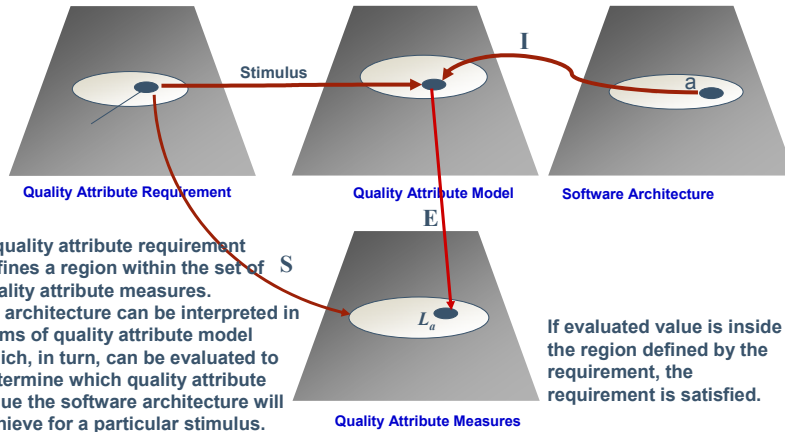 I
Stimulus
a
Quality Attribute Requirement
Quality Attribute Model
Software Architecture
E
S
quality attribute requirement
fines a region within the set of
ality attribute measures.
architecture can be interpreted in
ms of quality attribute model
ich, in turn, can be evaluated to
termine which quality attribute
ue the software architecture will
hieve for a particular stimulus.
Lₐ
If evaluated value is inside
the region defined by the
requirement, the
requirement is satisfied.
Quality Attribute Measures